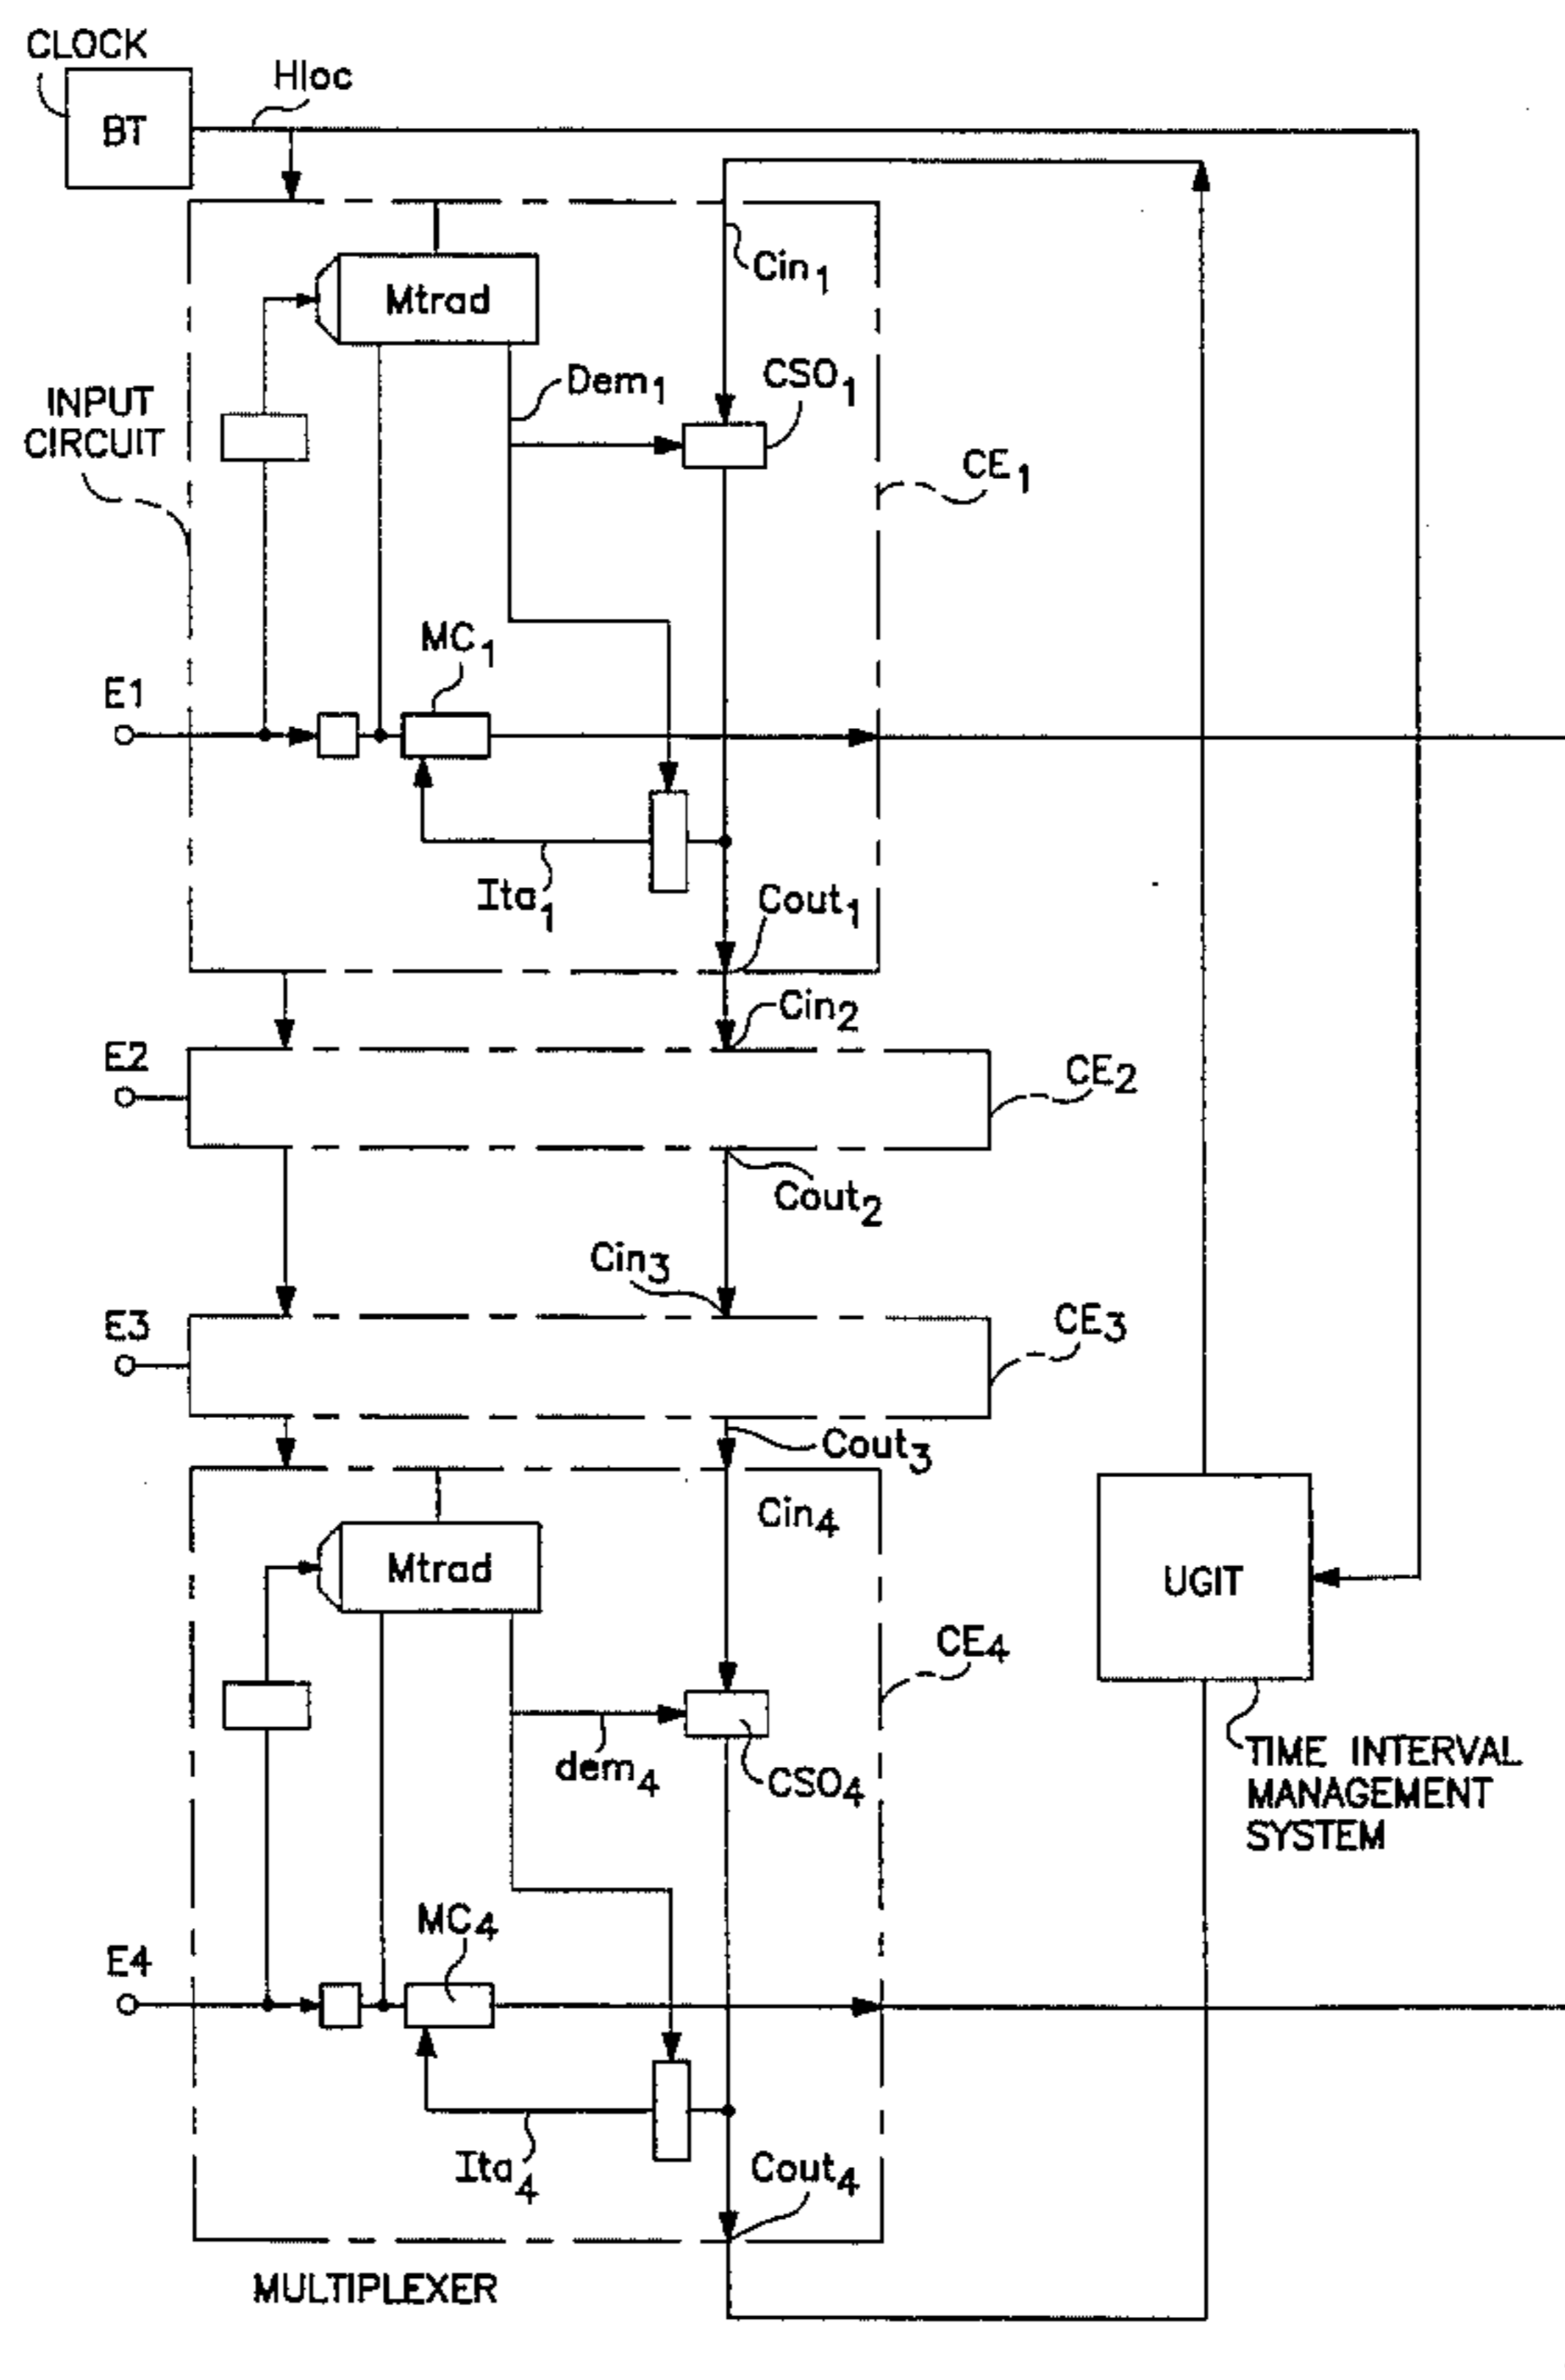 CLOCK
Hloc
BT
Cin1
Mtrad
Dem1
CSO1
INPUT
CIRCUIT
CE1
MC1
E1
Ita1
Cout1
Cin2
E2
CE2
Cout2
Cin3
E3
CE3
Cout3
Cin4
Mtrad
UGIT
CE4
dem4
CSO4
TIME INTERVAL
MANAGEMENT
SYSTEM
MC4
E4
Ita4
Cout4
MULTIPLEXER